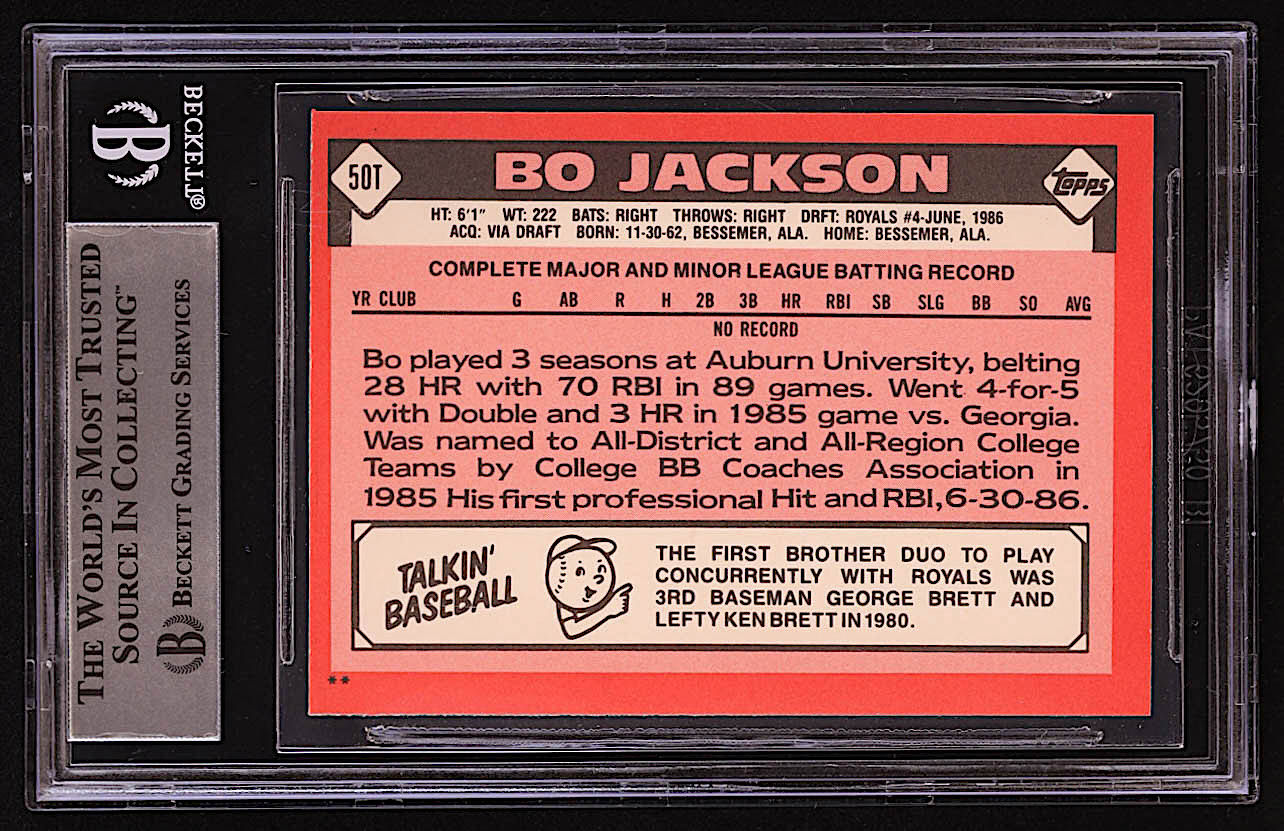 BECKETT®
THE WORLD'S MOST TRUSTED
SOURCE IN COLLECTING™
BECKETT GRADING SERVICES
50T
BO JACKSON
topps
HT: 6'1" WT: 222 BATS: RIGHT THROWS: RIGHT DRFT: ROYALS #4-JUNE, 1986
ACQ: VIA DRAFT BORN: 11-30-62, BESSEMER, ALA. HOME: BESSEMER, ALA.
COMPLETE MAJOR AND MINOR LEAGUE BATTING RECORD
YR CLUB G AB R H 2B 3B HR RBI SB SLG BB SO AVG
NO RECORD
Bo played 3 seasons at Auburn University, belting
28 HR with 70 RBI in 89 games. Went 4-for-5
with Double and 3 HR in 1985 game vs. Georgia.
Was named to All-District and All-Region College
Teams by College BB Coaches Association in
1985 His first professional Hit and RBI, 6-30-86.
TALKIN'
BASEBALL
THE FIRST BROTHER DUO TO PLAY
CONCURRENTLY WITH ROYALS WAS
3RD BASEMAN GEORGE BRETT AND
LEFTY KEN BRETT IN 1980.
**